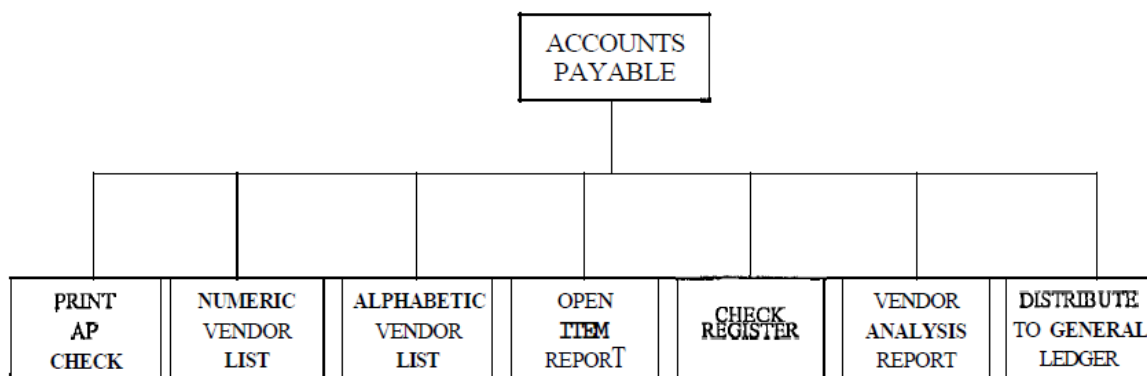 ACCOUNTS
PAYABLE
PRINT
AP
CHECK
NUMERIC
VENDOR
LIST
ALPHABETIC
VENDOR
LIST
OPEN
ITEM
REPORT
CHECK
REGISTER
VENDOR
ANALYSIS
REPORT
DISTRIBUTE
TO GENERAL
LEDGER